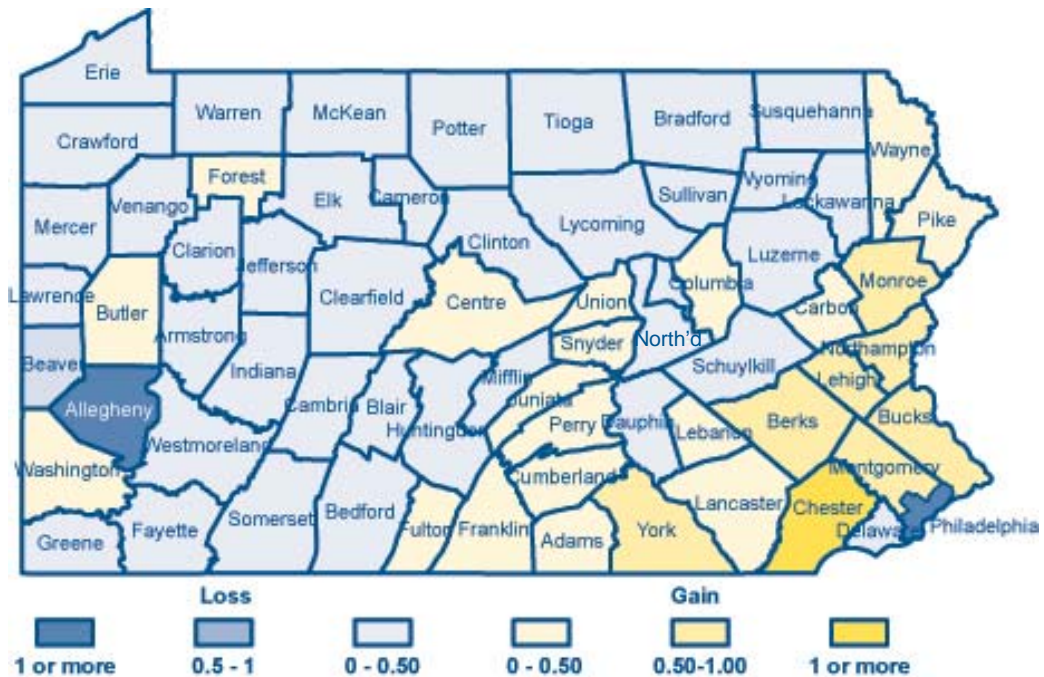 Erie
Warren
McKean
Potter
Tioga
Bradford
Susquehanna
Crawford
Wayne
Forest
Elk
Cameron
Sullivan
Wyoming
Lackawanna
Venango
Mercer
Lycoming
Pike
Clarion
Clinton
Jefferson
Luzerne
Monroe
Lawrence
Clearfield
Centre
Union
Columbia
Carbon
Butler
Armstrong
Snyder
North'd
Northampton
Beaver
Indiana
Schuylkill
Lehigh
Mifflin
Allegheny
Cambria
Blair
Juniata
Bucks
Huntingdon
Perry
Dauphin
Lebanon
Berks
Westmoreland
Washington
Cumberland
Montgomery
Lancaster
Chester
Somerset
Bedford
Fulton
Franklin
Adams
York
Delaware
Philadelphia
Greene
Fayette
Loss
Gain
1 or more
0.5 - 1
0 - 0.50
0 - 0.50
0.50-1.00
1 or more